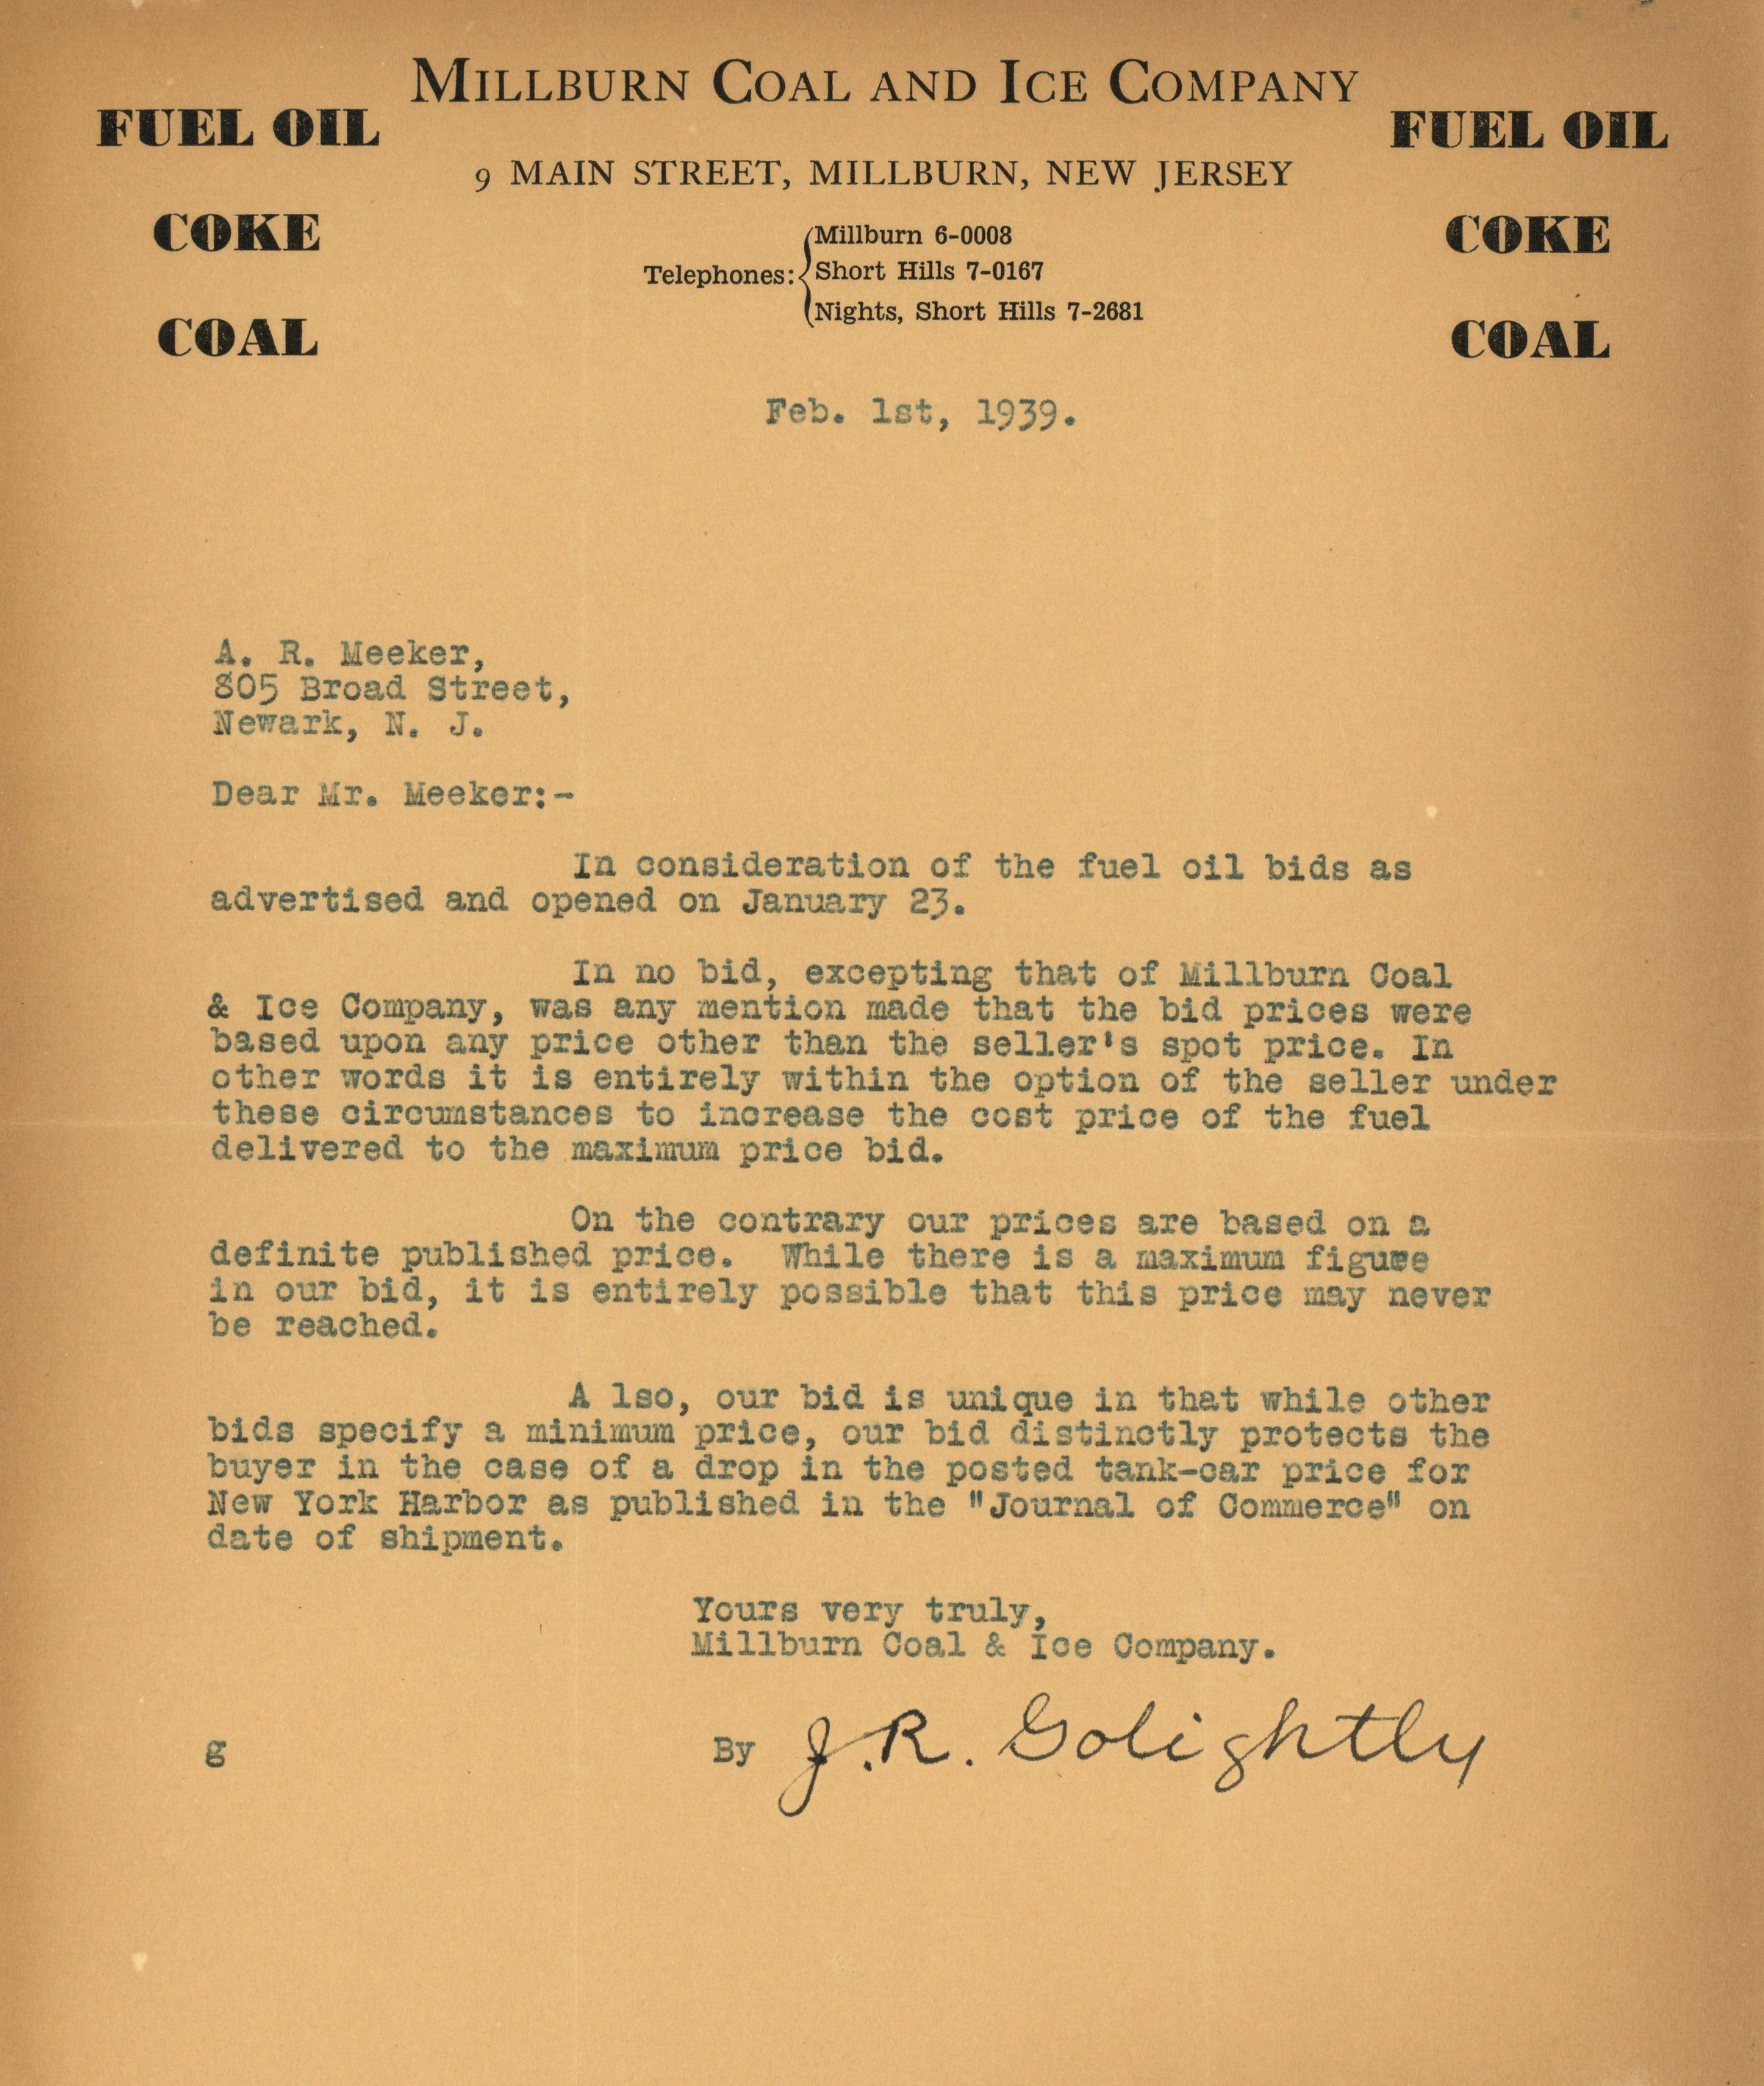 MILLBURN COAL AND ICE COMPANY
FUEL OIL
FUEL OIL
9 MAIN STREET, MILLBURN, NEW JERSEY
COKE
COKE
Telephones:
Millburn 6-0008
Short Hills 7-0167
Nights, Short Hills 7-2681
COAL
COAL
Feb. 1st, 1939.
A. R. Meeker,
805 Broad Street,
Newark, N. J.
Dear Mr. Meeker:-
In consideration of the fuel oil bids as
advertised and opened on January 23.
In no bid, excepting that of Millburn Coal
& Ice Company, was any mention made that the bid prices were
based upon any price other than the seller's spot price. In
other words it is entirely within the option of the seller under
these circumstances to increase the cost price of the fuel
delivered to the maximum price bid.
On the contrary our prices are based on a
definite published price.  While there is a maximum figure
in our bid, it is entirely possible that this price may never
be reached.
A lso, our bid is unique in that while other
bids specify a minimum price, our bid distinctly protects the
buyer in the case of a drop in the posted tank-car price for
New York Harbor as published in the "Journal of Commerce" on
date of shipment.
Yours very truly,
Millburn Coal & Ice Company.
g By J.R. Golightly